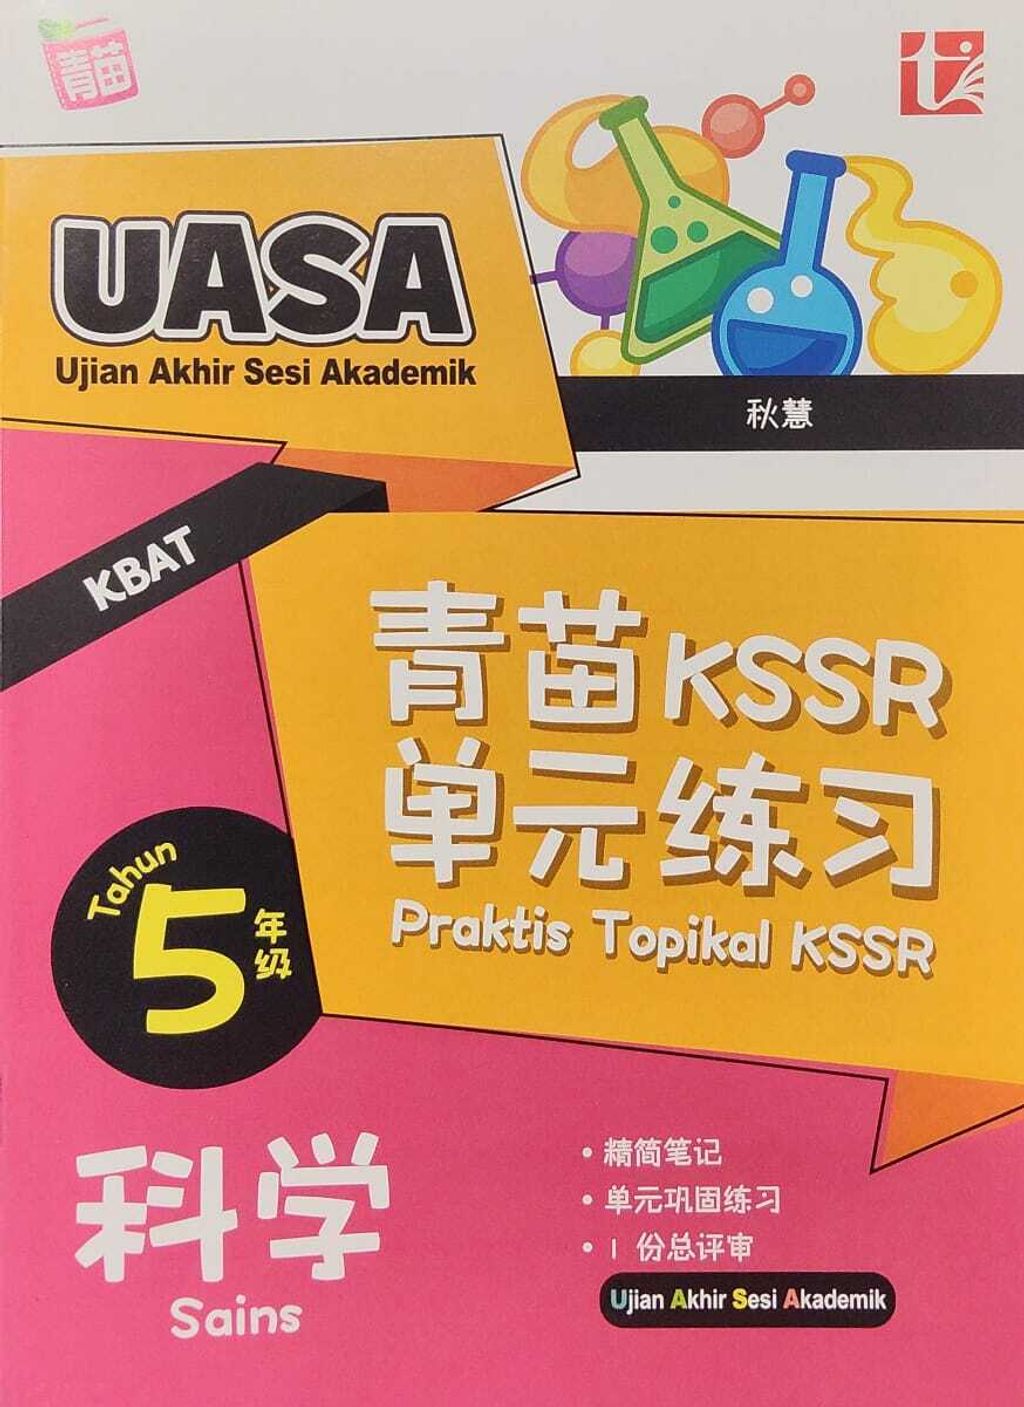 青苗
UASA
Ujian Akhir Sesi Akademik
秋慧
KBAT
青苗KSSR
单元练习
Praktis Topikal KSSR
Tahun
5
年级
科学
Sains
• 精简笔记
• 单元巩固练习
• 1 份总评审
Ujian Akhir Sesi Akademik